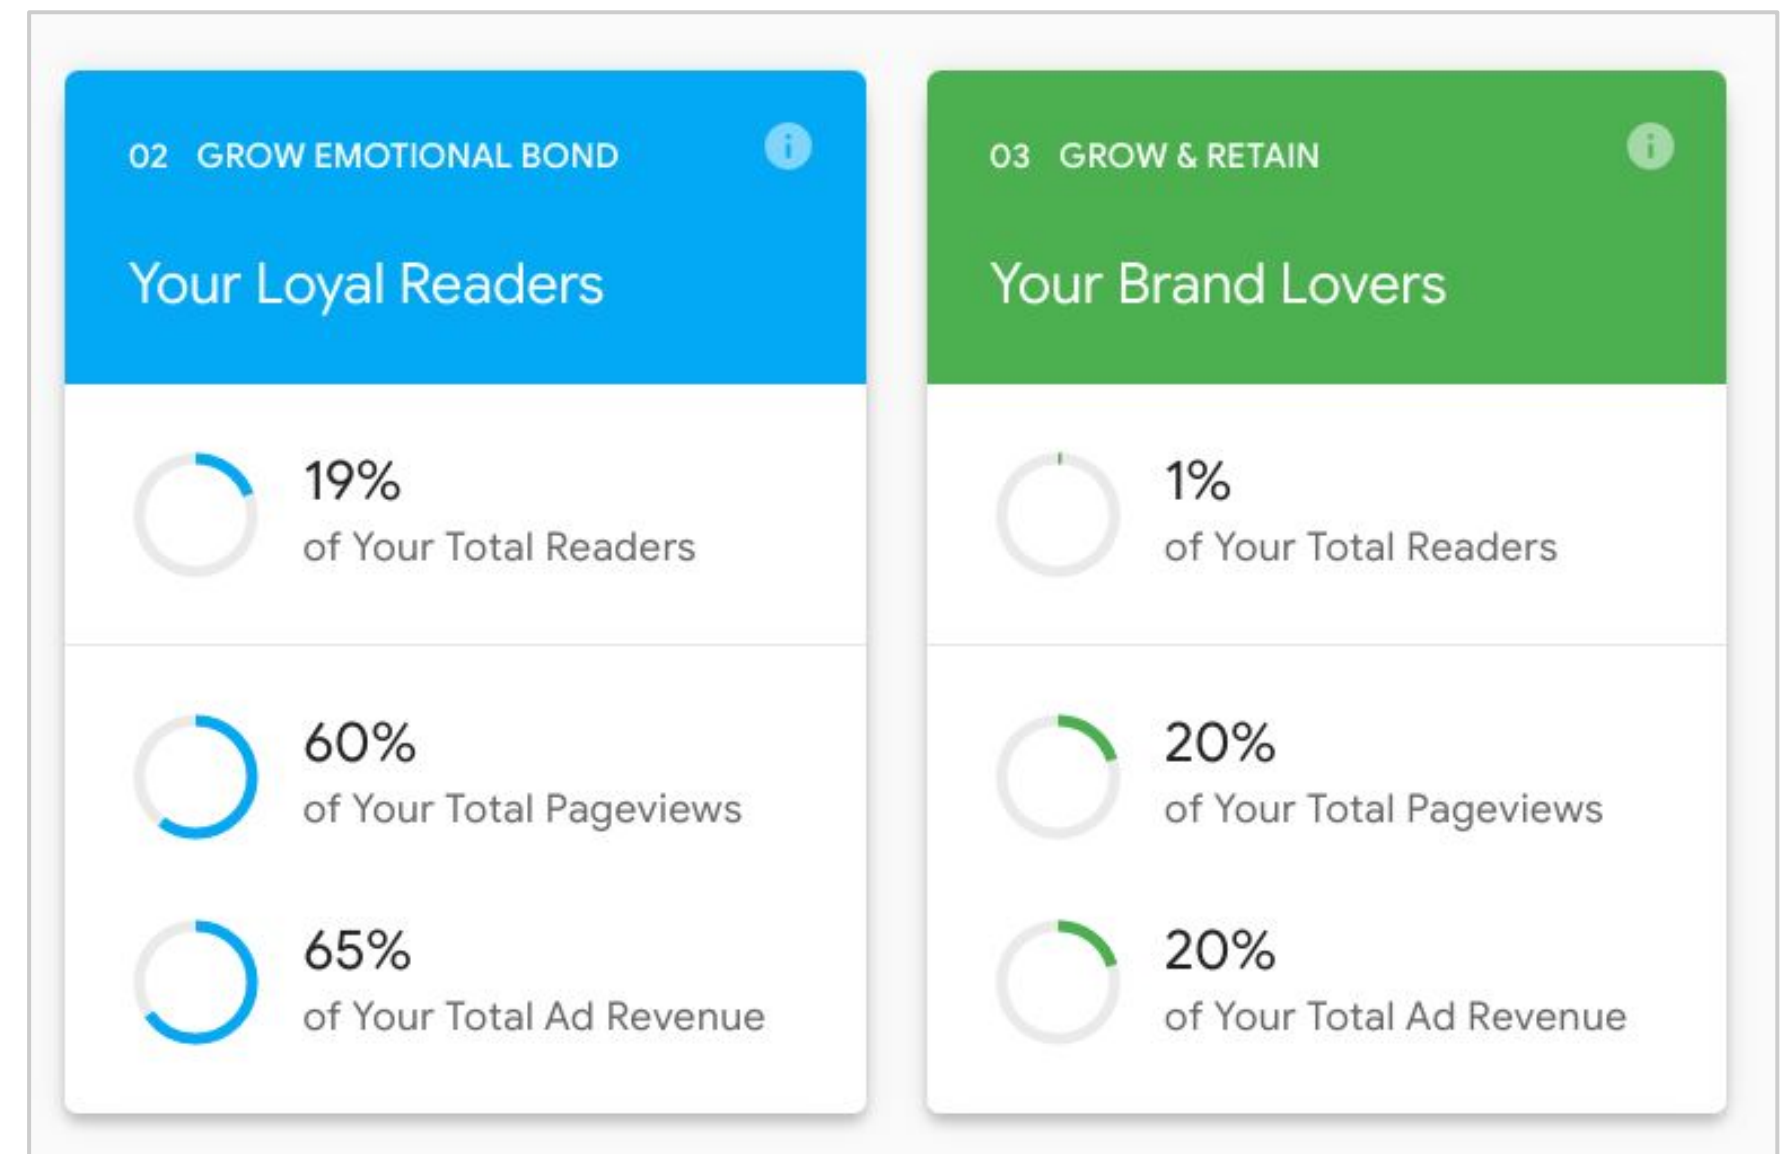 02 GROW EMOTIONAL BOND
Your Loyal Readers
19%
of Your Total Readers
60%
of Your Total Pageviews
65%
of Your Total Ad Revenue
03 GROW & RETAIN
Your Brand Lovers
1%
of Your Total Readers
20%
of Your Total Pageviews
20%
of Your Total Ad Revenue